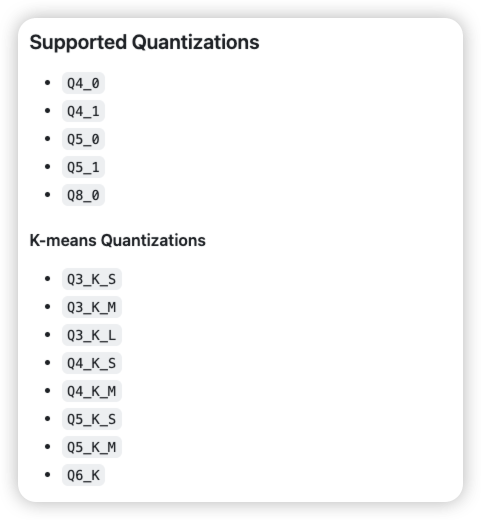 Supported Quantizations
Q4_0
Q4_1
Q5_0
Q5_1
Q8_0
K-means Quantizations
Q3_K_S
Q3_K_M
Q3_K_L
Q4_K_S
Q4_K_M
Q5_K_S
Q5_K_M
Q6_K